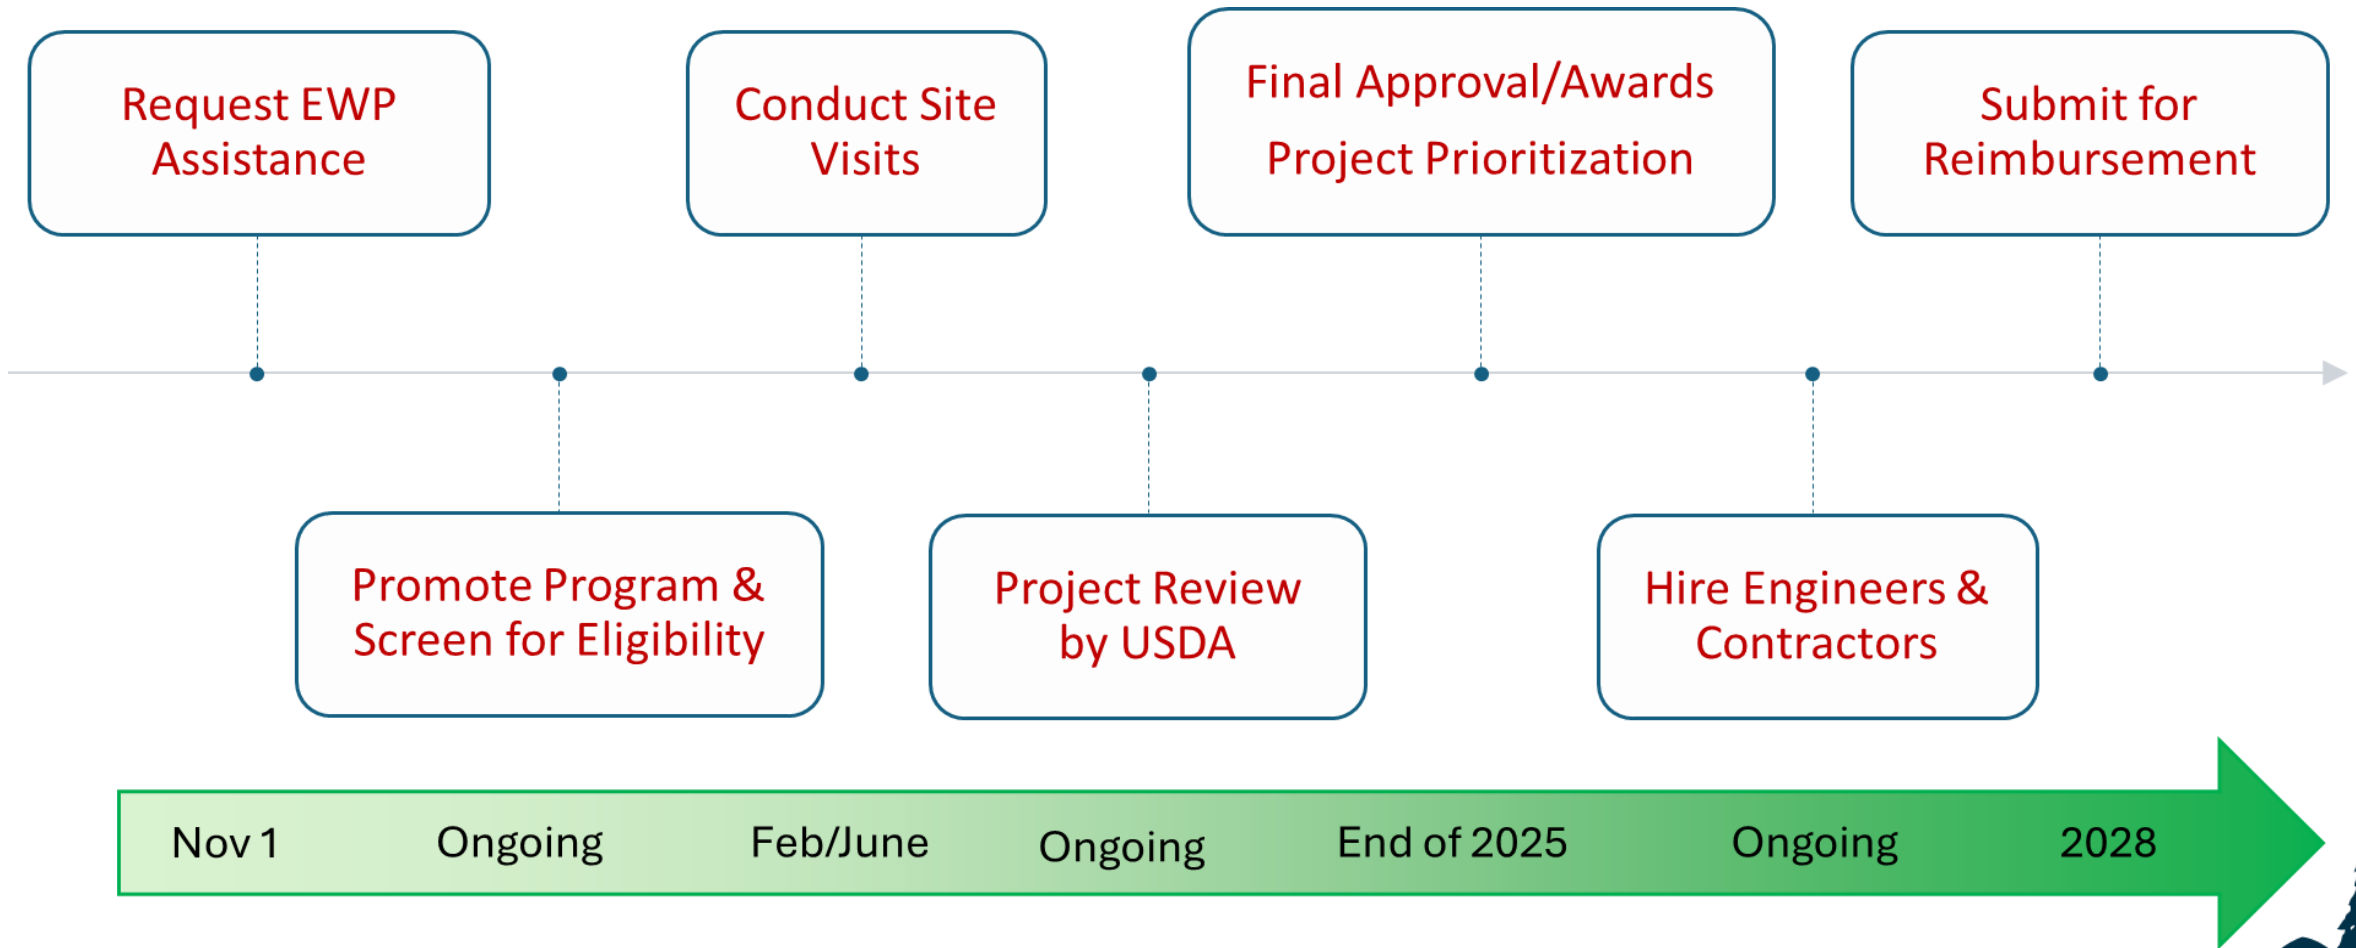 Request EWP
Assistance
Conduct Site
Visits
Final Approval/Awards
Project Prioritization
Submit for
Reimbursement
Promote Program &
Screen for Eligibility
Project Review
by USDA
Hire Engineers &
Contractors
Nov 1
Ongoing
Feb/June
Ongoing
End of 2025
Ongoing
2028